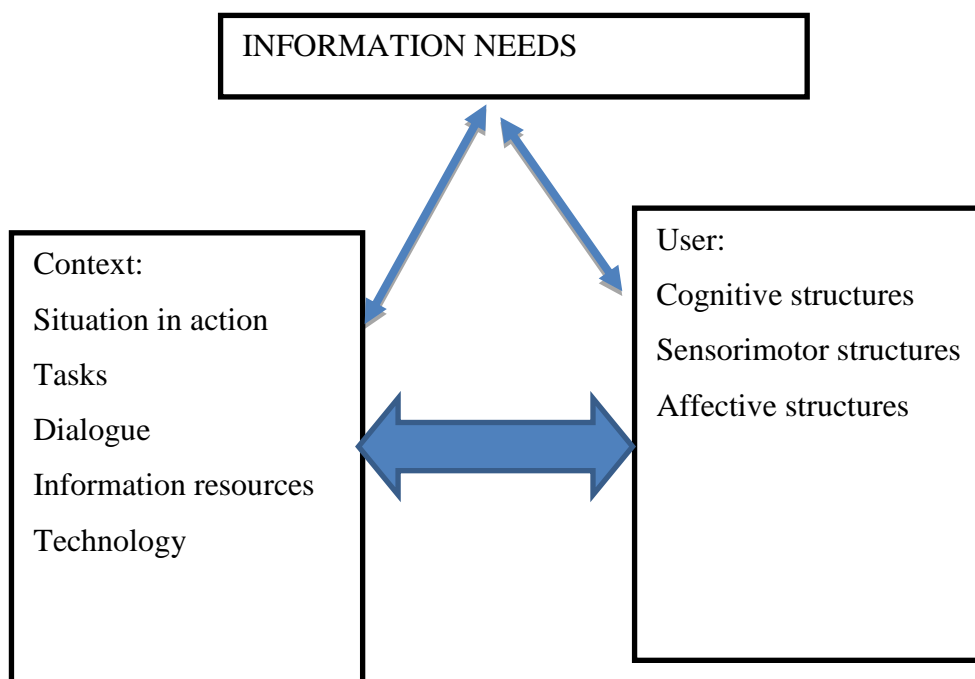 INFORMATION NEEDS
Context:
Situation in action
Tasks
Dialogue
Information resources
Technology
User:
Cognitive structures
Sensorimotor structures
Affective structures